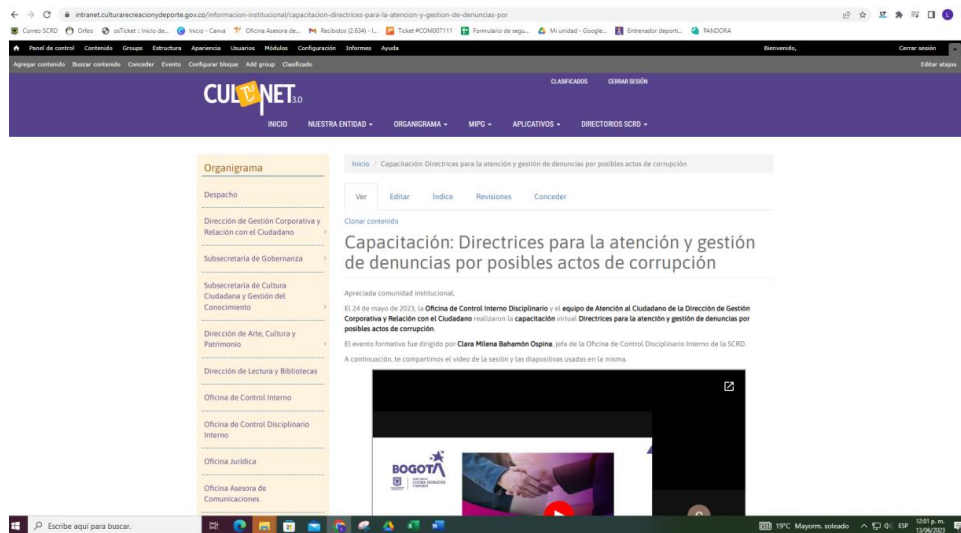 intranet.culturarecreacionydeporte.gov.co/informacion-institucional/capacitacion-directrices-para-la-atencion-y-gestion-de-denuncias-por
Correo SCRD Orfeo osTicket :: Inicio de... Inicio - Canva Oficina Asesora de... Recibidos (2.634) - l... Ticket #COM007111 Formulario de segu... Mi unidad - Google... Entrenador deporti... PANDORA
Panel de control Contenido Groups Estructura Apariencia Usuarios Módulos Configuración Informes Ayuda Bienvenido, Cerrar sesión
Agregar contenido Buscar contenido Conceder Evento Configurar bloque Add group Clasificado Editar atajos
CLASIFICADOS CERRAR SESIÓN
CULTNET 3.0
INICIO NUESTRA ENTIDAD ORGANIGRAMA MIPG APLICATIVOS DIRECTORIOS SCRD
Organigrama
Despacho
Dirección de Gestión Corporativa y
Relación con el Ciudadano
Subsecretaría de Gobernanza
Subsecretaría de Cultura
Ciudadana y Gestión del
Conocimiento
Dirección de Arte, Cultura y
Patrimonio
Dirección de Lectura y Bibliotecas
Oficina de Control Interno
Oficina de Control Disciplinario
Interno
Oficina Jurídica
Oficina Asesora de
Comunicaciones
Inicio / Capacitación: Directrices para la atención y gestión de denuncias por posibles actos de corrupción
Ver Editar Índice Revisiones Conceder
Clonar contenido
Capacitación: Directrices para la atención y gestión
de denuncias por posibles actos de corrupción
Apreciada comunidad institucional,
El 24 de mayo de 2023, la Oficina de Control Interno Disciplinario y el equipo de Atención al Ciudadano de la Dirección de Gestión
Corporativa y Relación con el Ciudadano realizaron la capacitación virtual Directrices para la atención y gestión de denuncias por
posibles actos de corrupción.
El evento formativo fue dirigido por Clara Milena Bahamón Ospina, jefa de la Oficina de Control Disciplinario Interno de la SCRD.
A continuación, te compartimos el video de la sesión y las diapositivas usadas en la misma.
BOGOTÁ
Escribe aquí para buscar.
19°C Mayorm. soleado ESP 12:01 p. m.
13/06/2023